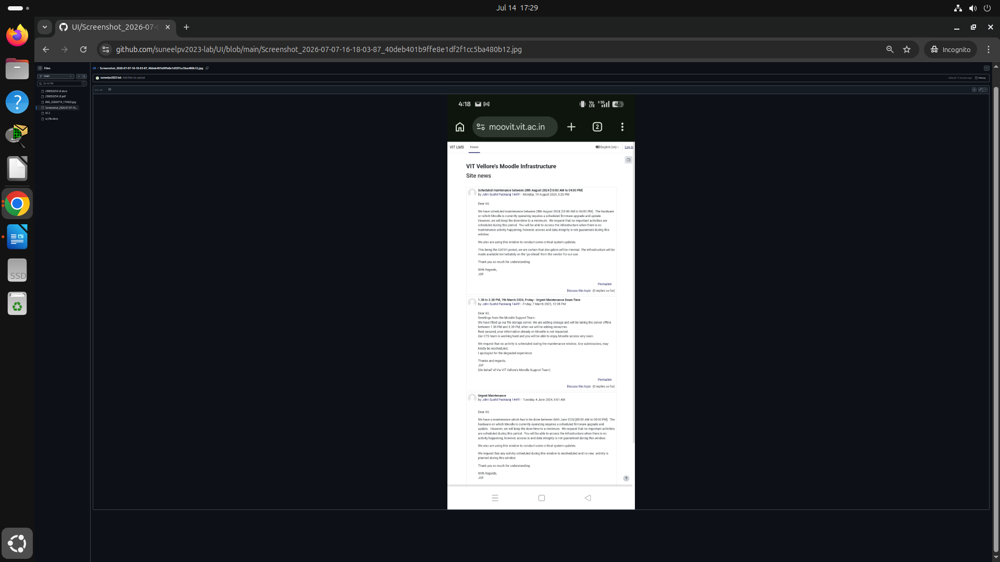 Jul 14 17:29
UI/Screenshot_2026-07-0
github.com/suneelpv2023-lab/UI/blob/main/Screenshot_2026-07-07-16-18-03-87_40deb401b9ffe8e1df2f1cc5ba480b12.jpg
Incognito
Files
main
Go to file
23MIS0254 UI.docx
23MIS0254 UI.pdf
IMG_20260714_170420.jpg
Screenshot_2026-07-07-16...
UI 2
ui_file.docx
UI / Screenshot_2026-07-07-16-18-03-87_40deb401b9ffe8e1df2f1cc5ba480b12.jpg
suneelpv2023-lab Add files via upload
History
4:18
Vo LTE 5G 45
moovit.vit.ac.in
2
VIT LMS Home English (en) Log in
VIT Vellore's Moodle Infrastructure
Site news
Scheduled maintenance between 28th August 2024 [10:00 AM to 04:00 PM]
by John Sushil Packiaraj 14491 - Monday, 19 August 2024, 6:26 PM
Dear All,
We have scheduled maintenance between 28th August 2024 [10:00 AM to 04:00 PM]. The hardware
on which Moodle is currently operating requires a scheduled firmware upgrade and update.
However, we will keep the downtime to a minimum. We request that no important activities are
scheduled during this period. You will be able to access the infrastructure when there is no
maintenance activity happening, however, access and data integrity is not guaranteed during this
window.
We also are using this window to conduct some critical system updates.
This being the CAT-01 period, we are certain that disruption will be minimal. The infrastructure will be
made available immediately on the 'go-ahead' from the vendor for our use.
Thank you so much for understanding.
With Regards,
JSP
Permalink
Discuss this topic (0 replies so far)
1.30 to 3.30 PM, 7th March 2024, Friday - Urgent Maintenance Down Time
by John Sushil Packiaraj 14491 - Friday, 7 March 2025, 12:38 PM
Dear All,
Greetings from the Moodle Support Team.
We have filled up our file storage server. We are adding storage and will be taking the server offline
between 1.30 PM and 3.30 PM, when we will be adding resources.
Rest assured, your information already on Moodle is not impacted.
Our CTS team is working hard and you will be able to enjoy Moodle access very soon.
We request that no activity is scheduled during the maintenance window. Any submissions, may
kindly be rescheduled.
I apologise for the degraded experience.
Thanks and regards,
JSP
(On behalf of the VIT Vellore's Moodle Support Team)
Permalink
Discuss this topic (0 replies so far)
Urgent Maintenance
by John Sushil Packiaraj 14491 - Tuesday, 4 June 2024, 8:01 AM
Dear All,
We have a maintenance which has to be done between 04th June 2024 [08:00 AM to 08:00 PM]. The
hardware on which Moodle is currently operating requires a scheduled firmware upgrade and
update. However, we will keep the downtime to a minimum. We request that no important activities
are scheduled during this period. You will be able to access the infrastructure when there is no
activity happening, however, access is and data integrity is not guaranteed during this window.
We also are using this window to conduct some critical system updates.
We request that any activity scheduled during this window is rescheduled and no new activity is
planned during this window.
Thank you so much for understanding.
With Regards,
JSP
?
SSD